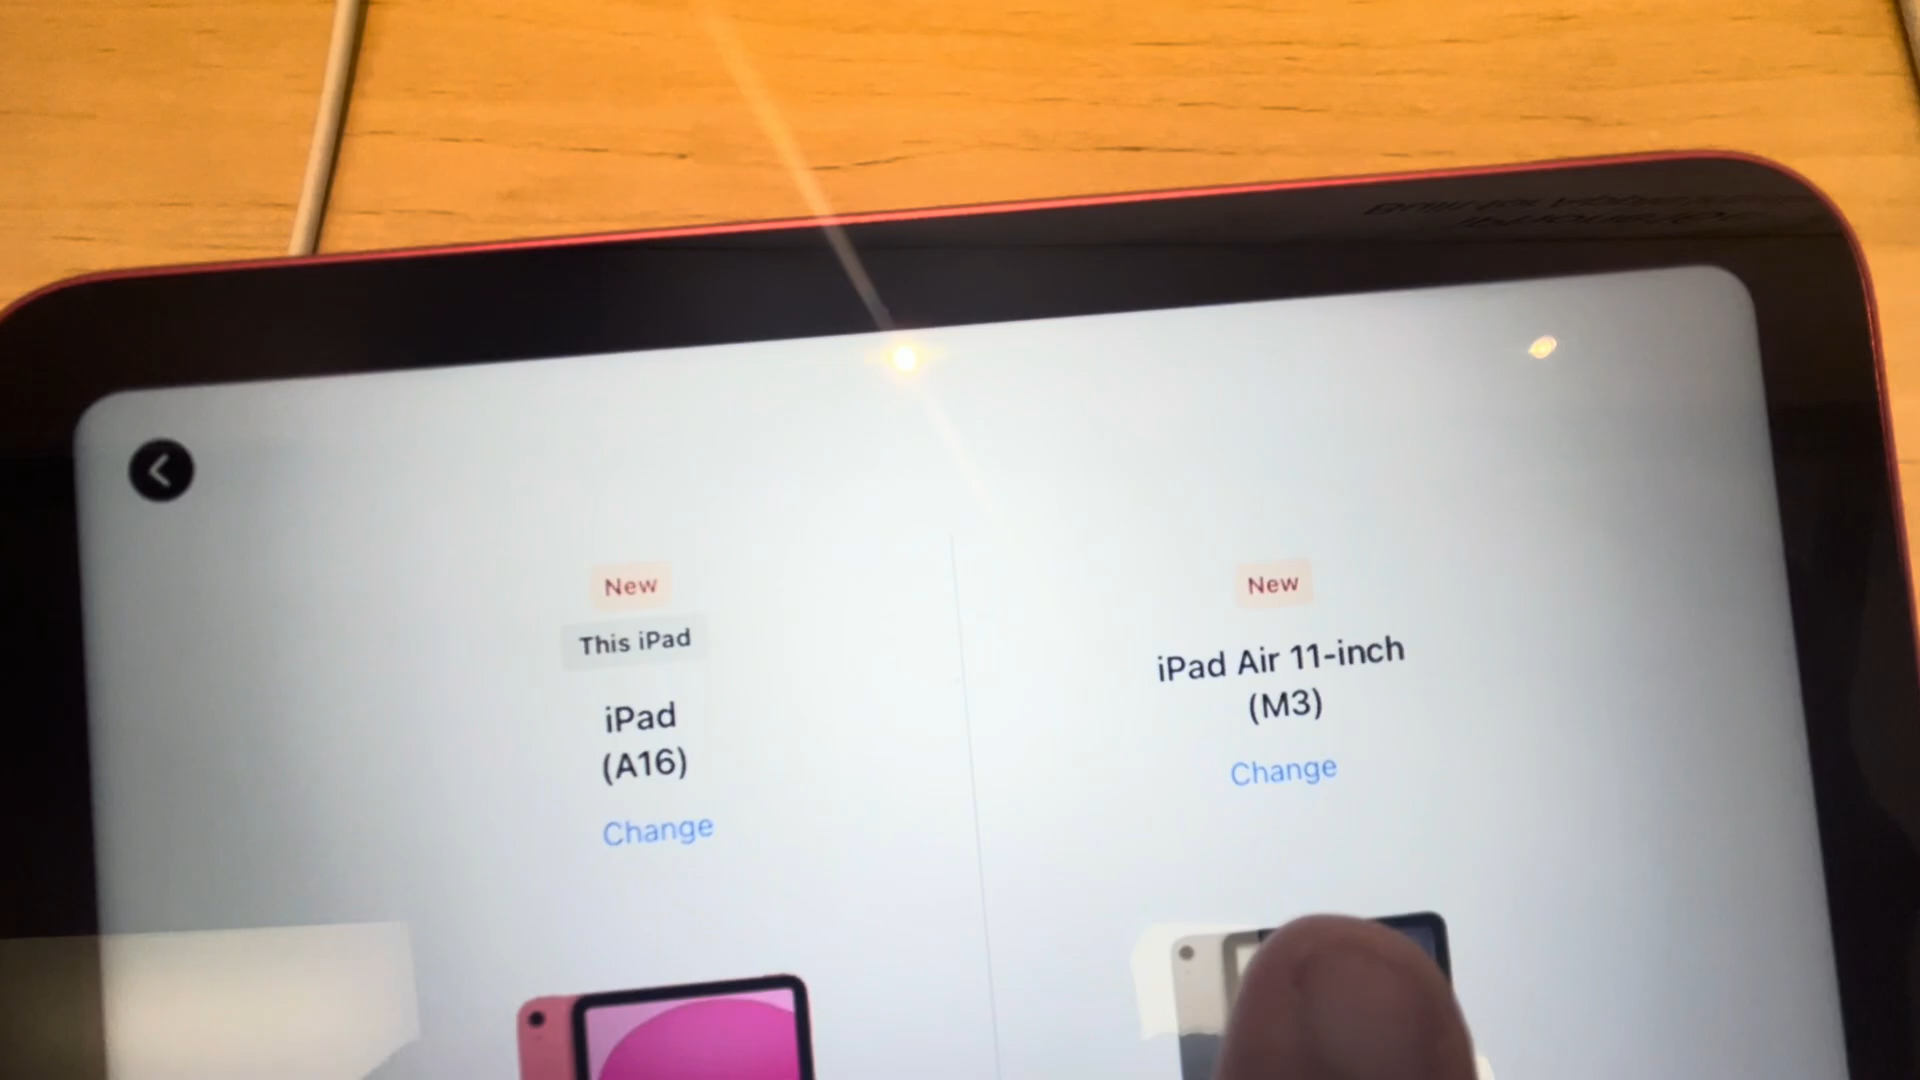 New
This iPad
iPad
(A16)
Change
New
iPad Air 11-inch
(M3)
Change